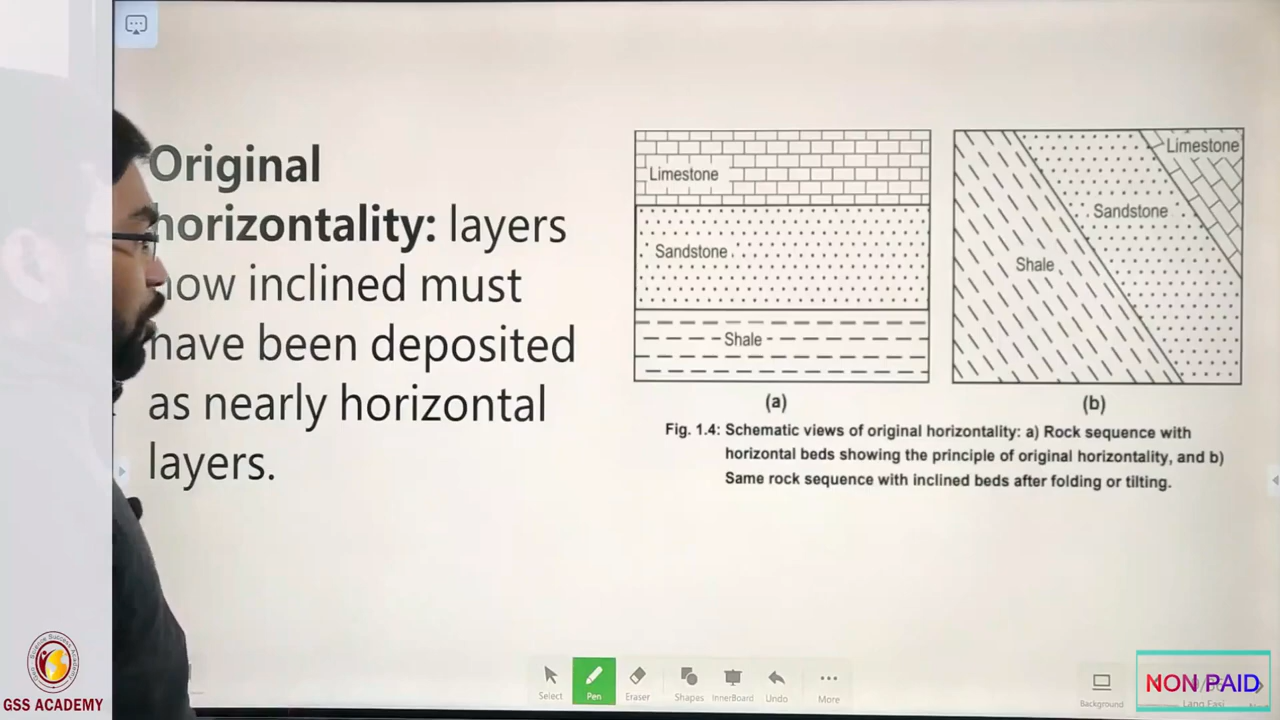 Original
horizontality: layers
now inclined must
have been deposited
as nearly horizontal
layers.
Limestone
Sandstone
Shale
(a)
Limestone
Sandstone
Shale
(b)
Fig. 1.4: Schematic views of original horizontality: a) Rock sequence with
horizontal beds showing the principle of original horizontality, and b)
Same rock sequence with inclined beds after folding or tilting.
Select
Pen
Eraser
Shapes
InnerBoard
Undo
More
Background
NON PAID
GSS ACADEMY